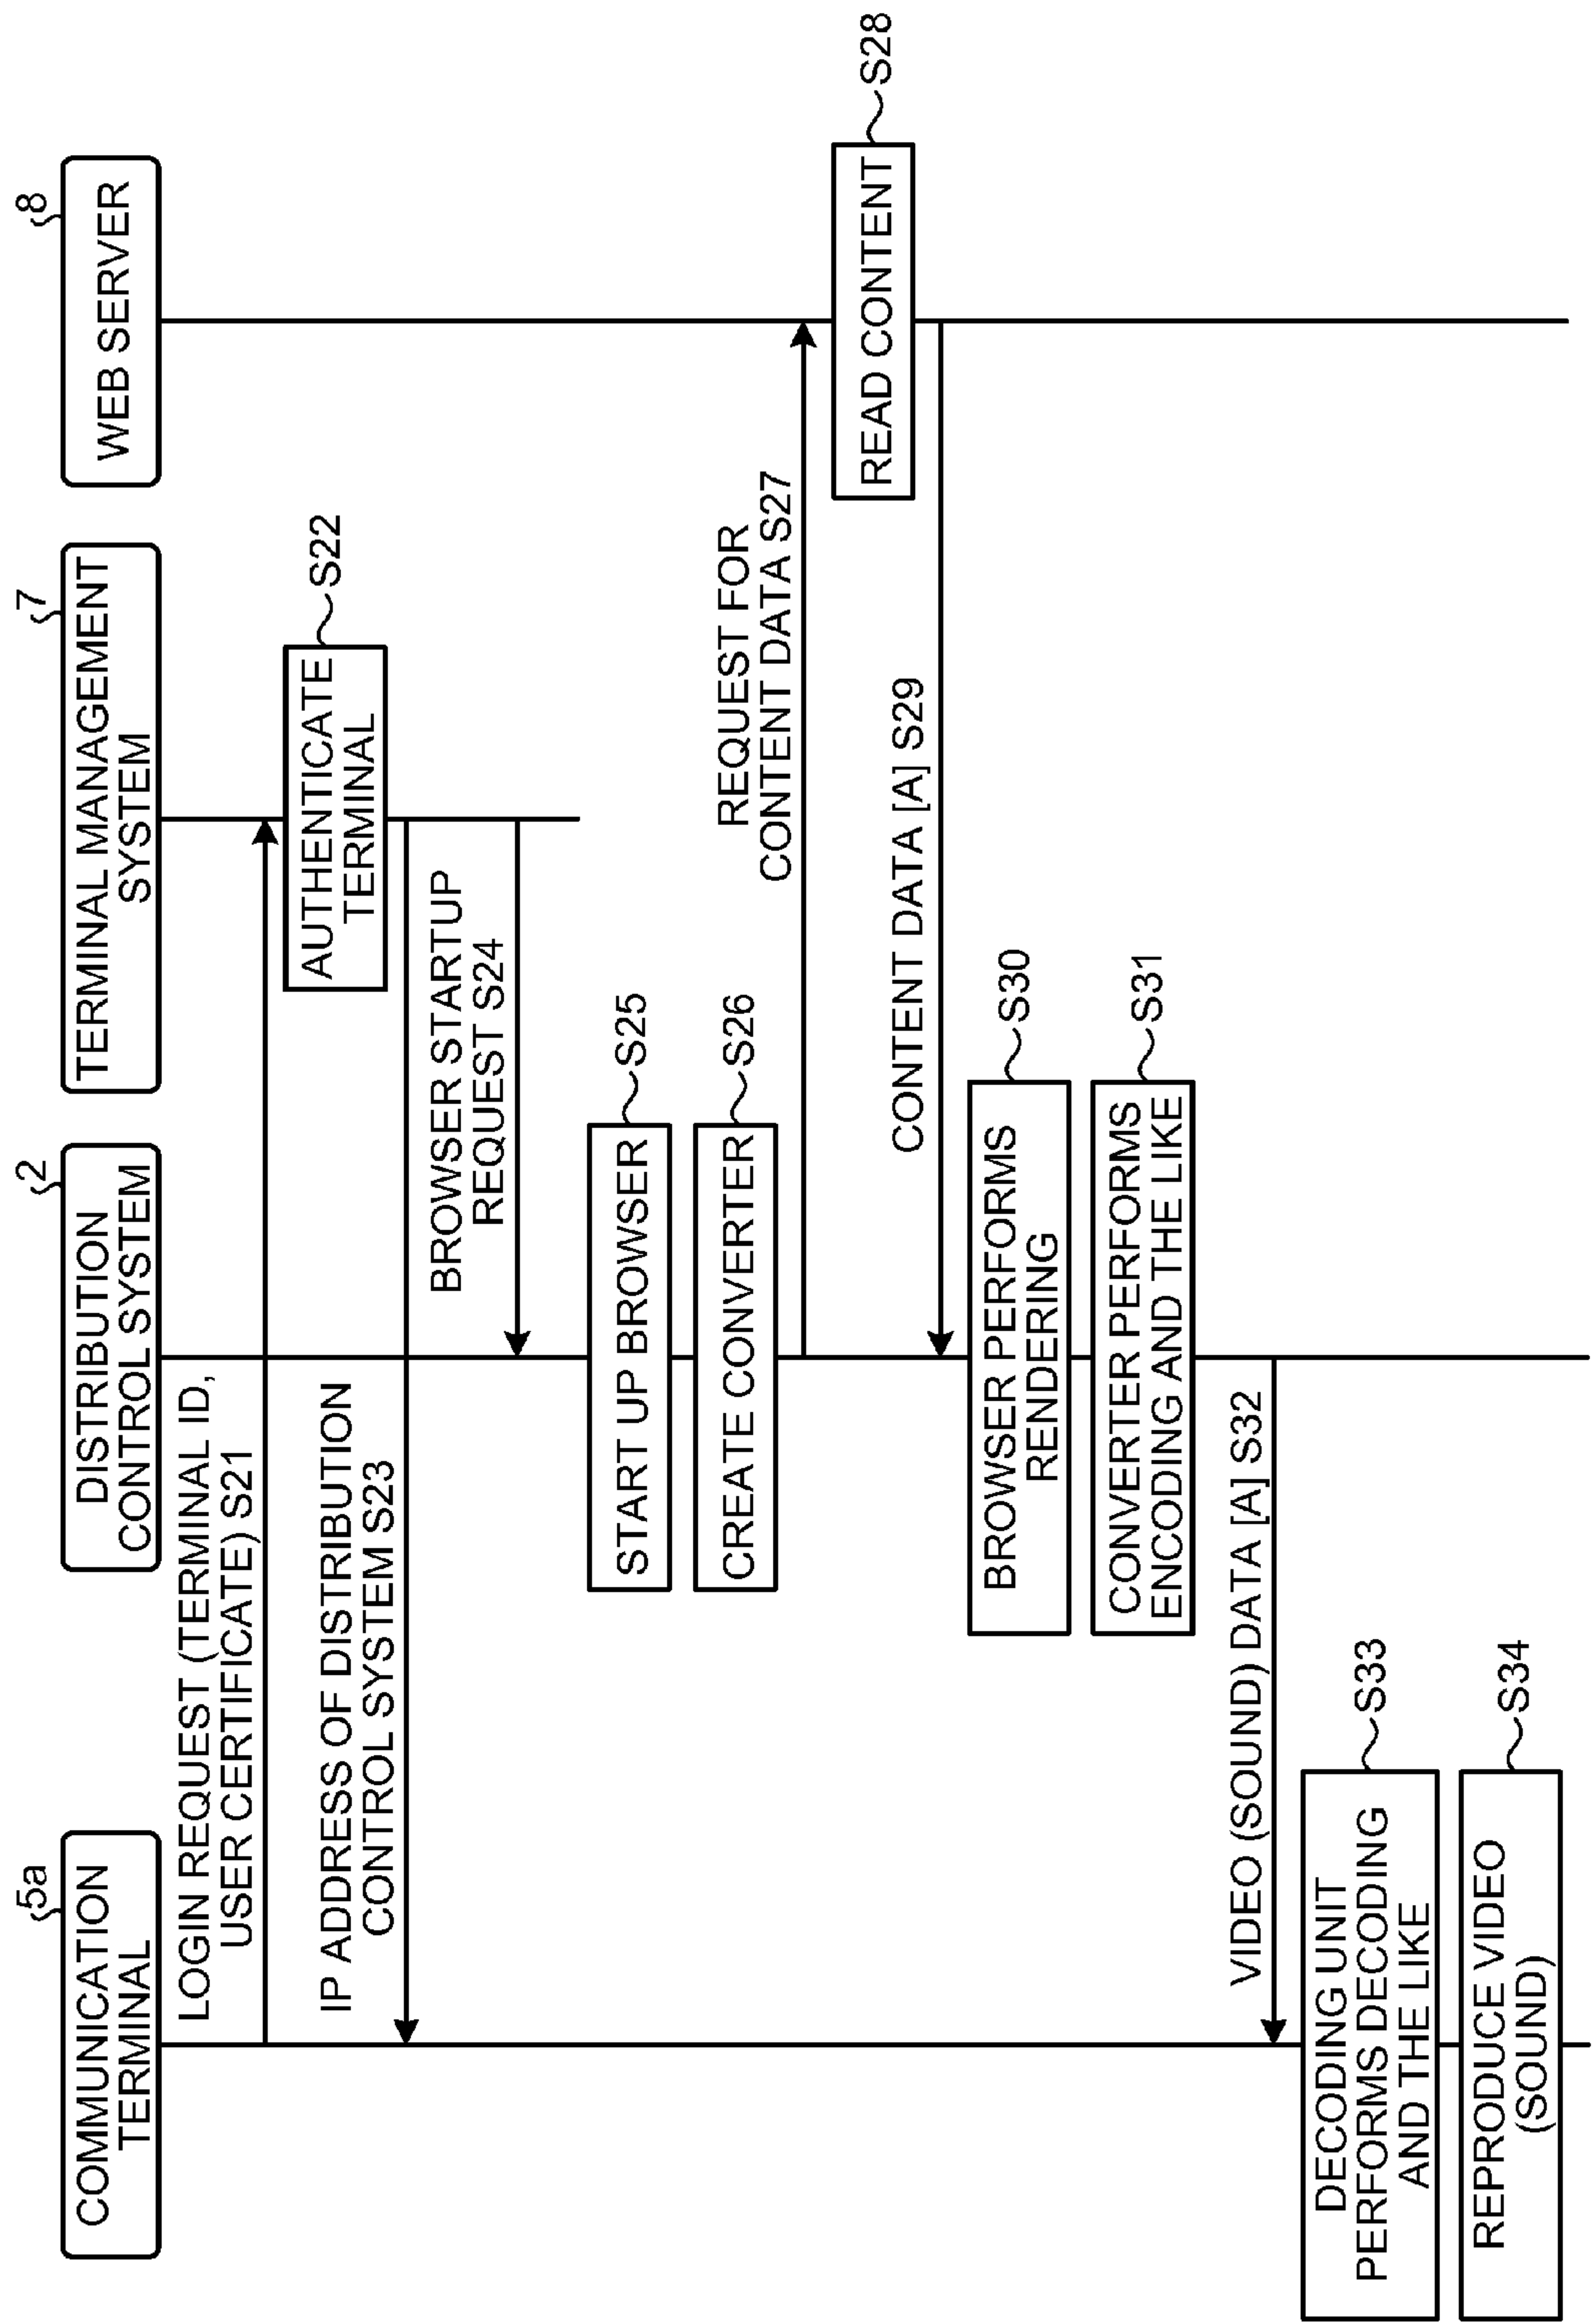 5a
COMMUNICATION
TERMINAL
2
DISTRIBUTION
CONTROL SYSTEM
7
TERMINAL MANAGEMENT
SYSTEM
8
WEB SERVER
LOGIN REQUEST (TERMINAL ID,
USER CERTIFICATE) S21
AUTHENTICATE
TERMINAL
S22
IP ADDRESS OF DISTRIBUTION
CONTROL SYSTEM S23
BROWSER STARTUP
REQUEST S24
START UP BROWSER
S25
CREATE CONVERTER
S26
REQUEST FOR
CONTENT DATA S27
READ CONTENT
S28
CONTENT DATA [A] S29
BROWSER PERFORMS
RENDERING
S30
CONVERTER PERFORMS
ENCODING AND THE LIKE
S31
VIDEO (SOUND) DATA [A] S32
DECODING UNIT
PERFORMS DECODING
AND THE LIKE
S33
REPRODUCE VIDEO
(SOUND)
S34